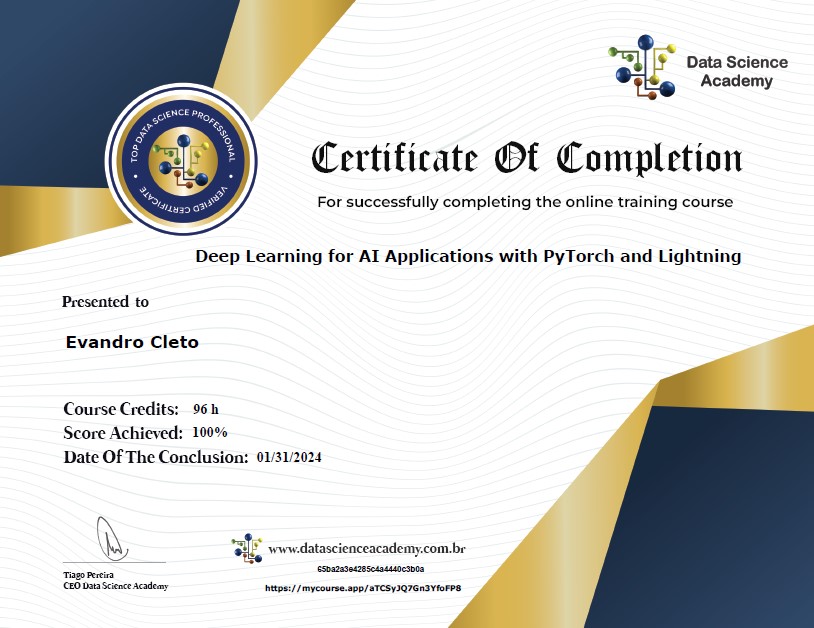 Data Science
Academy
TOP DATA SCIENCE PROFESSIONAL
VERIFIED CERTIFICATE
Certificate Of Completion
For successfully completing the online training course
Deep Learning for AI Applications with PyTorch and Lightning
Presented to
Evandro Cleto
Course Credits: 96 h
Score Achieved: 100%
Date Of The Conclusion: 01/31/2024
www.datascienceacademy.com.br
65ba2a3e4285c4a4440c3b0a
Tiago Pereira
CEO Data Science Academy
https://mycourse.app/aTCSyJQ7Gn3YfoFP8